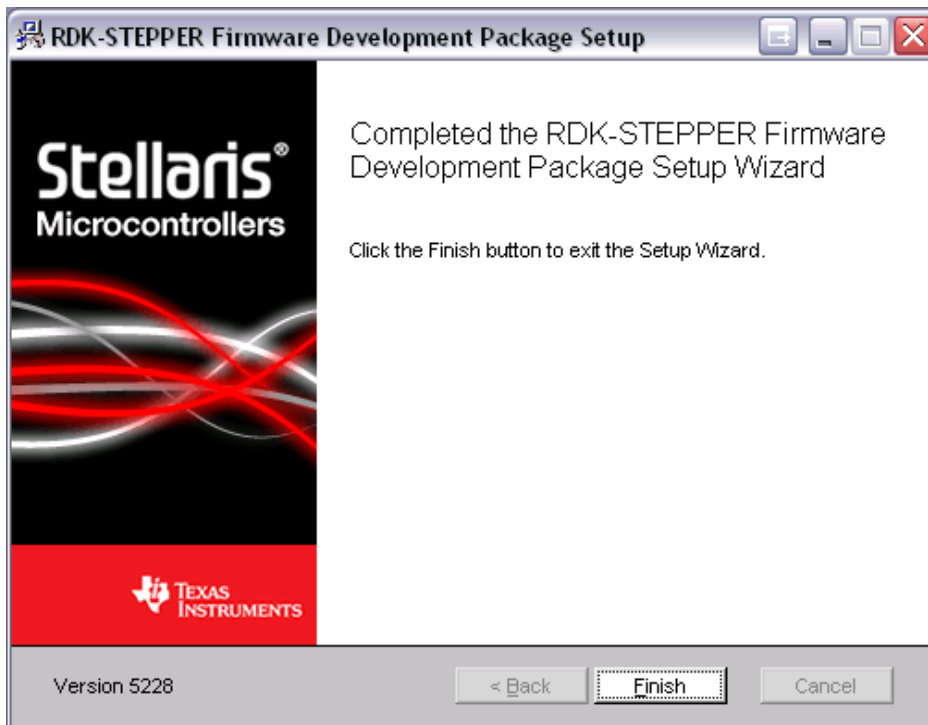 RDK-STEPPER Firmware Development Package Setup
Stellaris®
Microcontrollers
Completed the RDK-STEPPER Firmware
Development Package Setup Wizard
Click the Finish button to exit the Setup Wizard.
TEXAS
INSTRUMENTS
Version 5228
< Back
Finish
Cancel